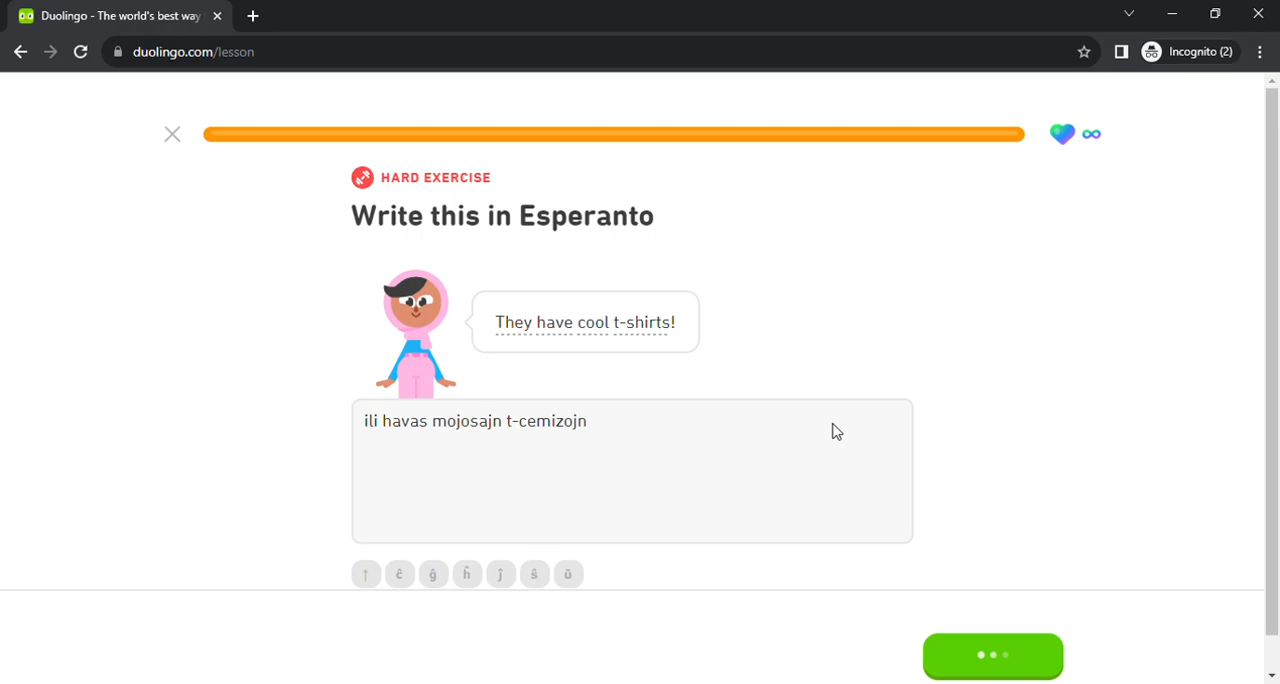 Duolingo - The world's best way
duolingo.com/lesson
Incognito (2)
HARD EXERCISE
Write this in Esperanto
They have cool t-shirts!
ili havas mojosajn t-cemizojn
↑ ĉ ĝ ĥ ĵ ŝ ŭ